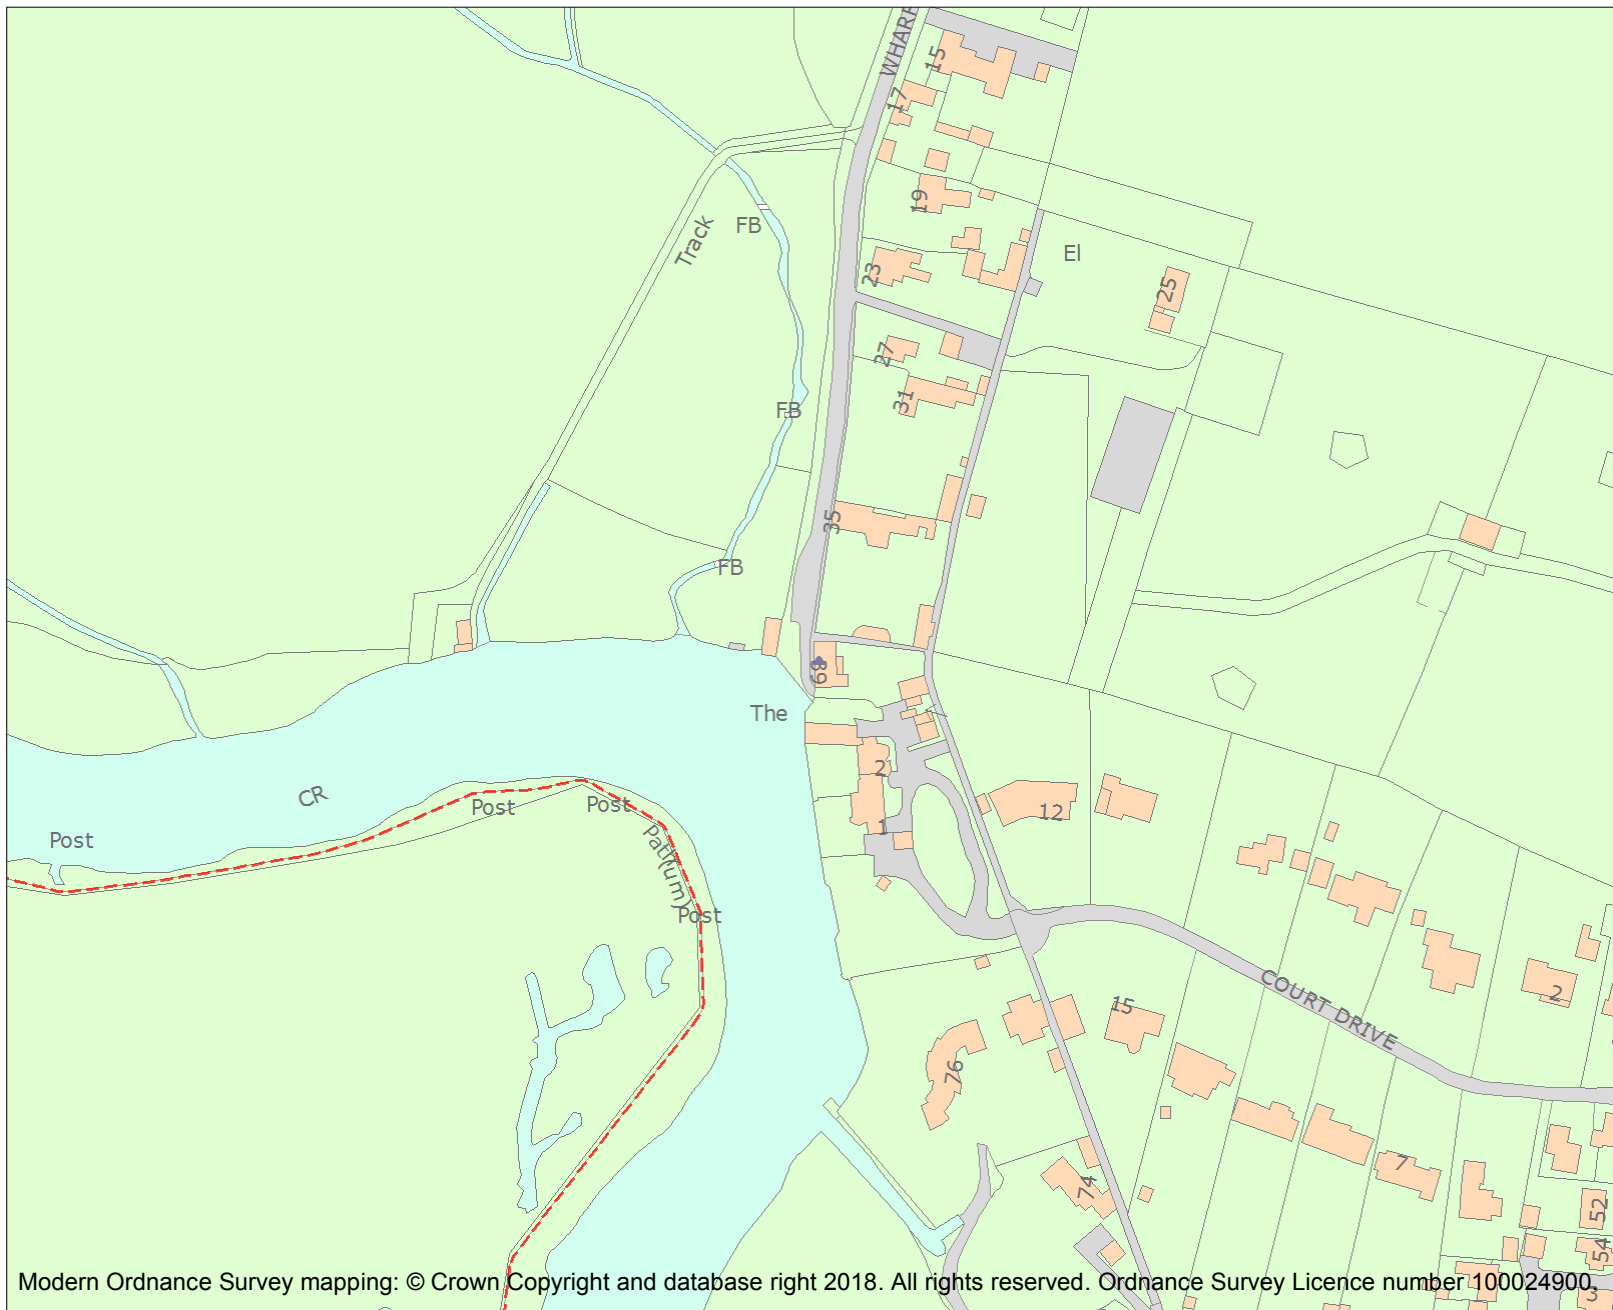 WHARF
15
17
19
Track
FB
El
23
25
27
31
FB
35
FB
39
The
2
CR
Post
Post
12
Post
1
Path (um)
Post
2
COURT DRIVE
15
76
7
74
52
54
3
Modern Ordnance Survey mapping: © Crown Copyright and database right 2018. All rights reserved. Ordnance Survey Licence number 100024900.